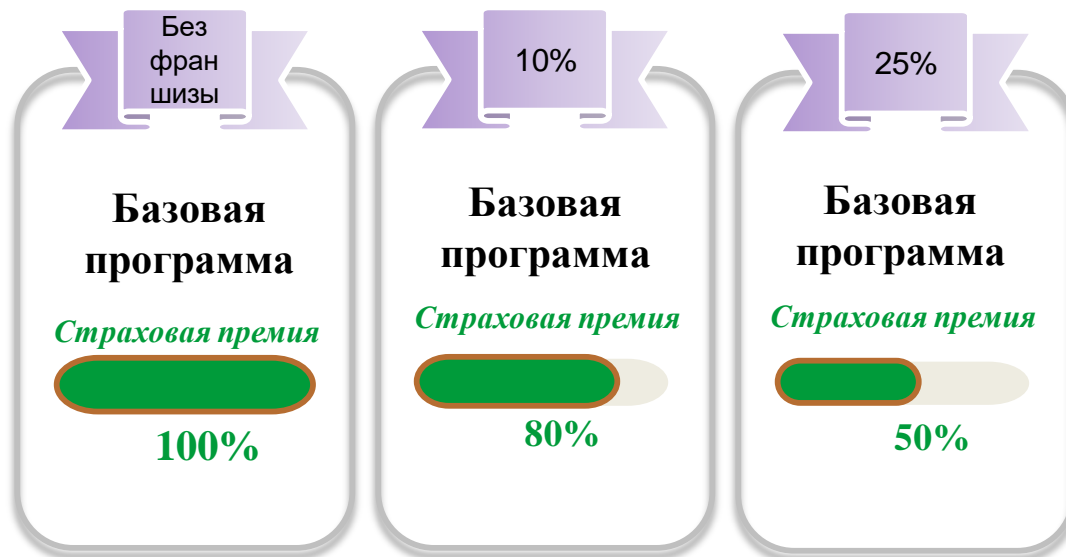 Без
фран
шизы
Базовая
программа
Страховая премия
100%
10%
Базовая
программа
Страховая премия
80%
25%
Базовая
программа
Страховая премия
50%